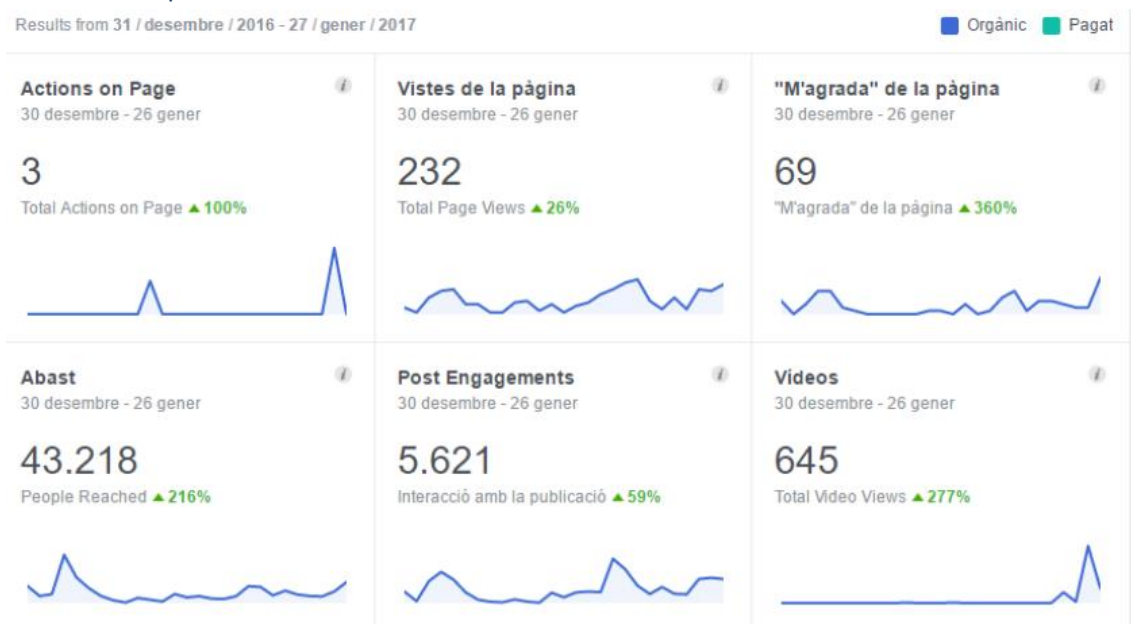 Results from 31 / desembre / 2016 - 27 / gener / 2017
Orgánic Pagat
Actions on Page
30 desembre - 26 gener
3
Total Actions on Page ▲ 100%
Vistes de la pàgina
30 desembre - 26 gener
232
Total Page Views ▲ 26%
"M'agrada" de la pàgina
30 desembre - 26 gener
69
"M'agrada" de la página ▲ 360%
Abast
30 desembre - 26 gener
43.218
People Reached ▲ 216%
Post Engagements
30 desembre - 26 gener
5.621
Interacció amb la publicació ▲ 59%
Videos
30 desembre - 26 gener
645
Total Video Views ▲ 277%